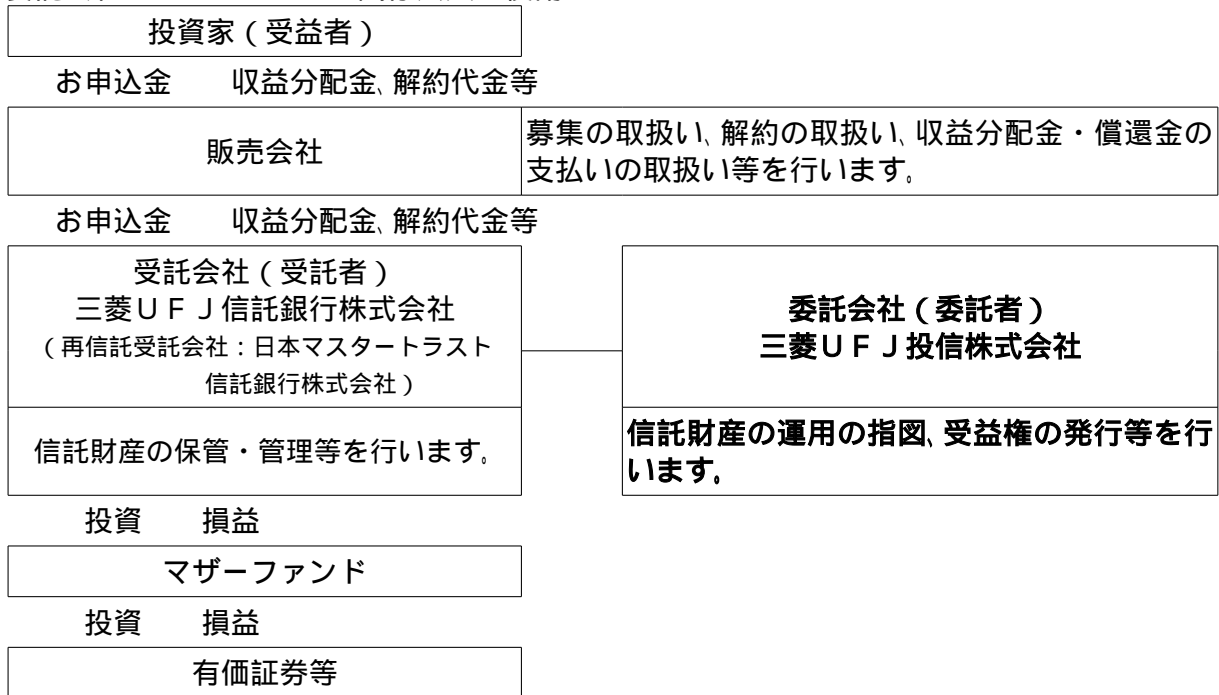 投資家（受益者）
お申込金　収益分配金、解約代金等
販売会社
募集の取扱い、解約の取扱い、収益分配金・償還金の
支払いの取扱い等を行います。
お申込金　収益分配金、解約代金等
受託会社（受託者）
三菱ＵＦＪ信託銀行株式会社
（再信託受託会社：日本マスタートラスト
信託銀行株式会社）
信託財産の保管・管理等を行います。
委託会社（委託者）
三菱ＵＦＪ投信株式会社
信託財産の運用の指図、受益権の発行等を行
います。
投資　損益
マザーファンド
投資　損益
有価証券等